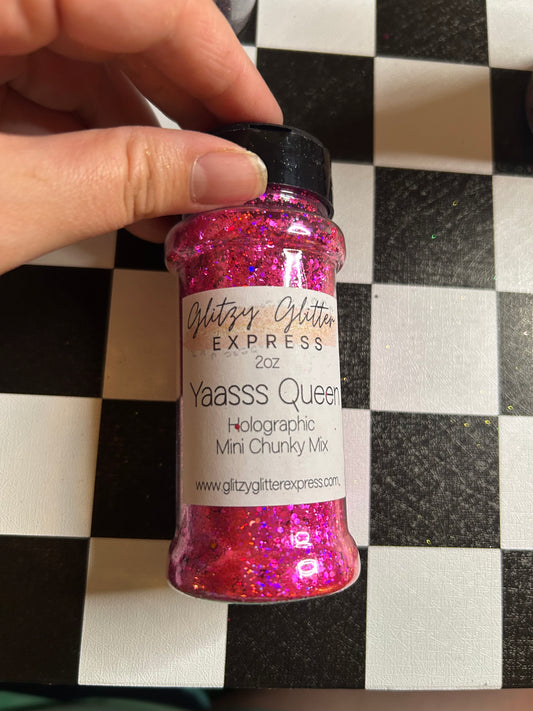 Glitzy Glitter
EXPRESS
2oz
Yaasss Queen
Holographic
Mini Chunky Mix
www.glitzyglitterexpress.com